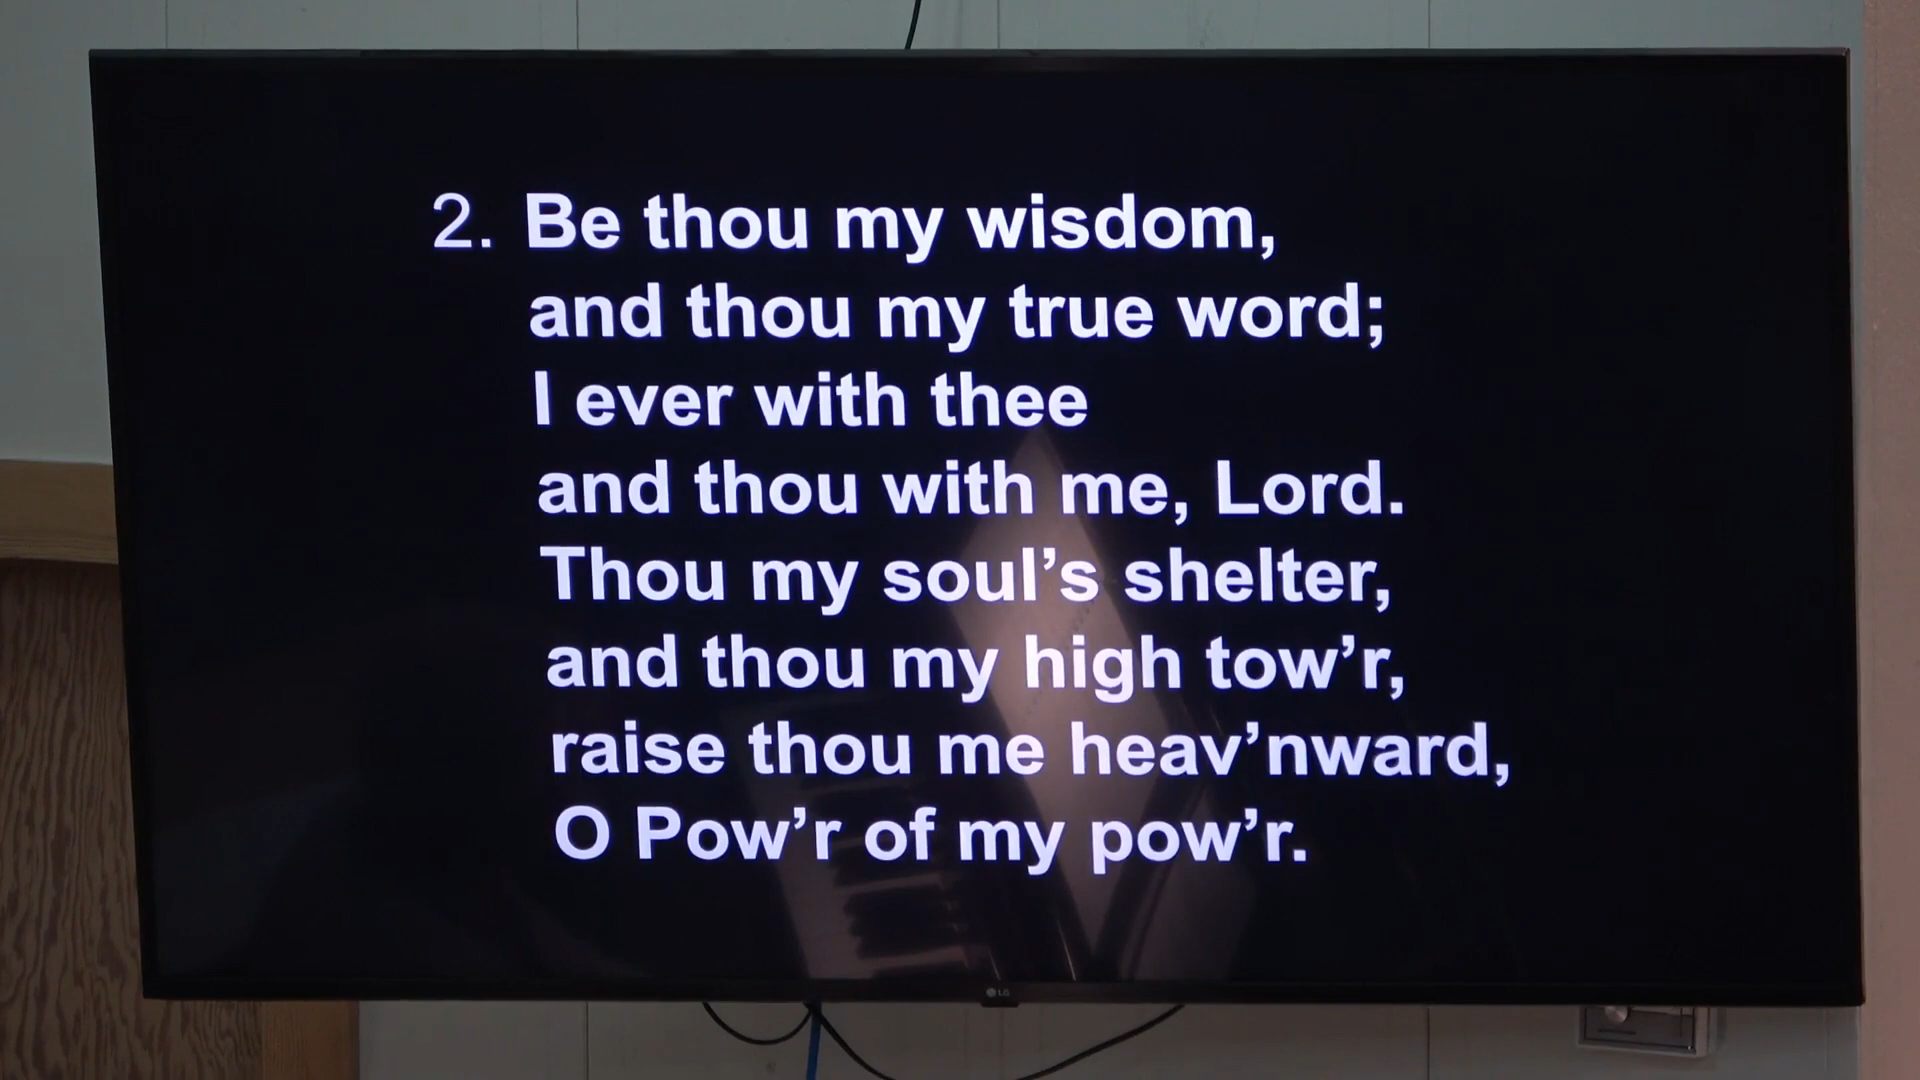 2. Be thou my wisdom,
and thou my true word;
I ever with thee
and thou with me, Lord.
Thou my soul’s shelter,
and thou my high tow’r,
raise thou me heav’nward,
O Pow’r of my pow’r.
LG